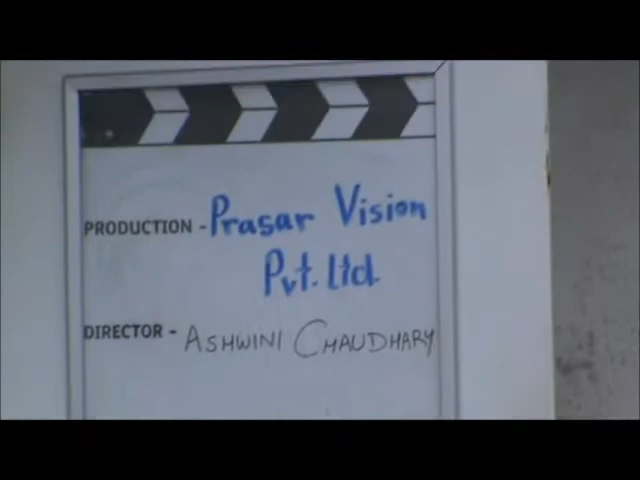 PRODUCTION - Prasar Vision
Pvt. Ltd
DIRECTOR - ASHWINI CHAUDHARY